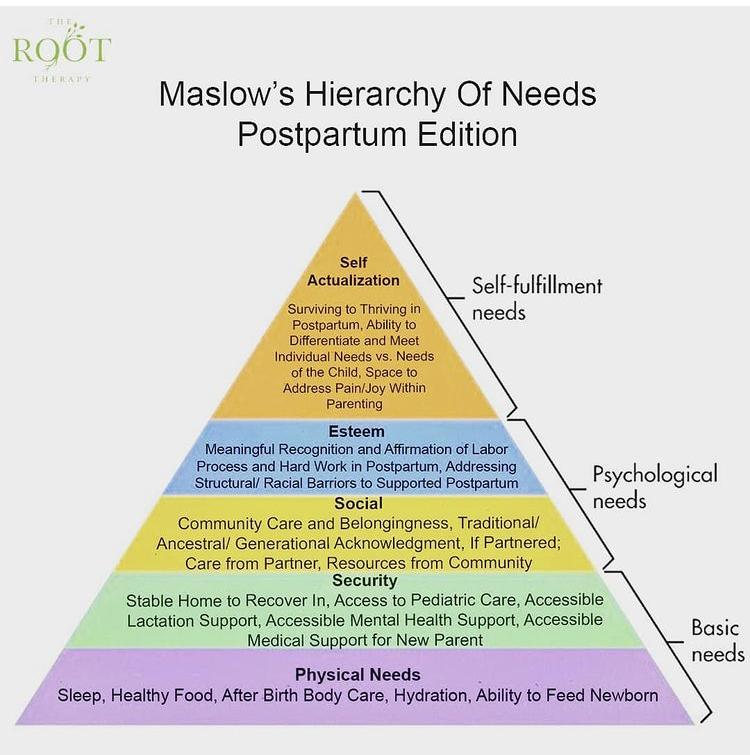 THE
ROOT
THERAPY
Maslow's Hierarchy Of Needs
Postpartum Edition
Self
Actualization
Surviving to Thriving in
Postpartum, Ability to
Differentiate and Meet
Individual Needs vs. Needs
of the Child, Space to
Address Pain/Joy Within
Parenting
Self-fulfillment
needs
Esteem
Meaningful Recognition and Affirmation of Labor
Process and Hard Work in Postpartum, Addressing
Structural/ Racial Barriers to Supported Postpartum
Psychological
needs
Social
Community Care and Belongingness, Traditional/
Ancestral/ Generational Acknowledgment, If Partnered;
Care from Partner, Resources from Community
Security
Stable Home to Recover In, Access to Pediatric Care, Accessible
Lactation Support, Accessible Mental Health Support, Accessible
Medical Support for New Parent
Basic
needs
Physical Needs
Sleep, Healthy Food, After Birth Body Care, Hydration, Ability to Feed Newborn